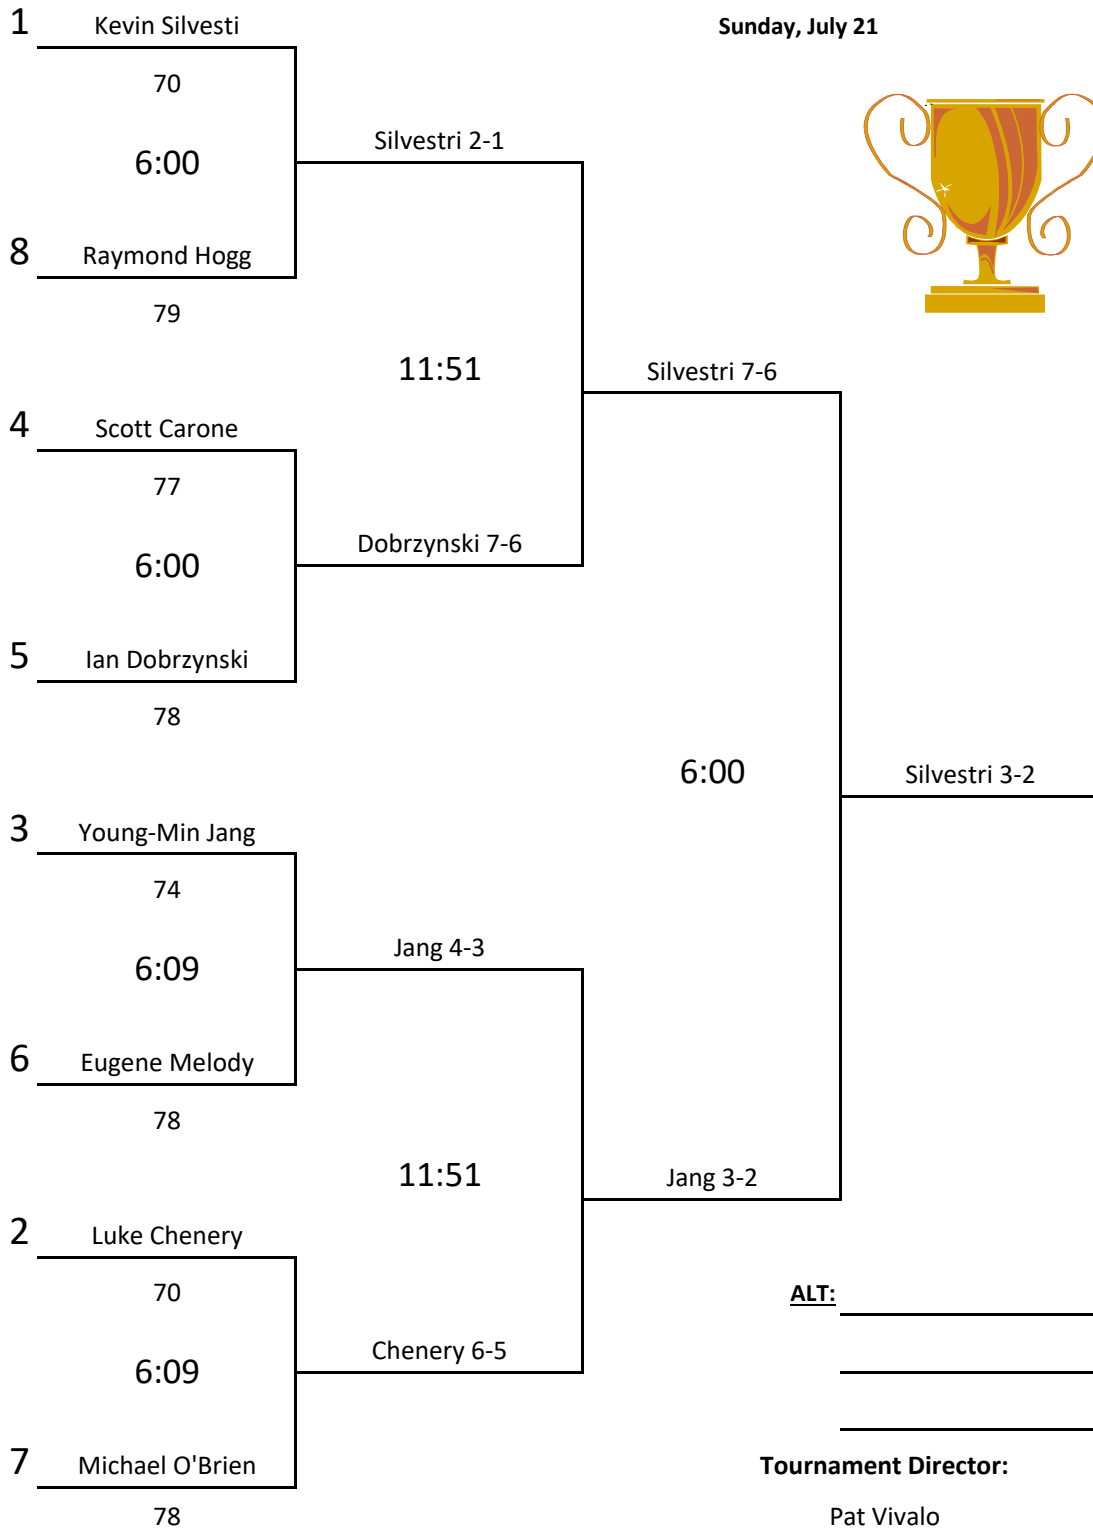 1 Kevin Silvesti
Sunday, July 21
70
6:00
Silvestri 2-1
8 Raymond Hogg
79
11:51
Silvestri 7-6
4 Scott Carone
77
6:00
Dobrzynski 7-6
5 Ian Dobrzynski
78
6:00
Silvestri 3-2
3 Young-Min Jang
74
6:09
Jang 4-3
6 Eugene Melody
78
11:51
Jang 3-2
2 Luke Chenery
70
ALT:
6:09
Chenery 6-5
7 Michael O'Brien
Tournament Director:
78
Pat Vivalo